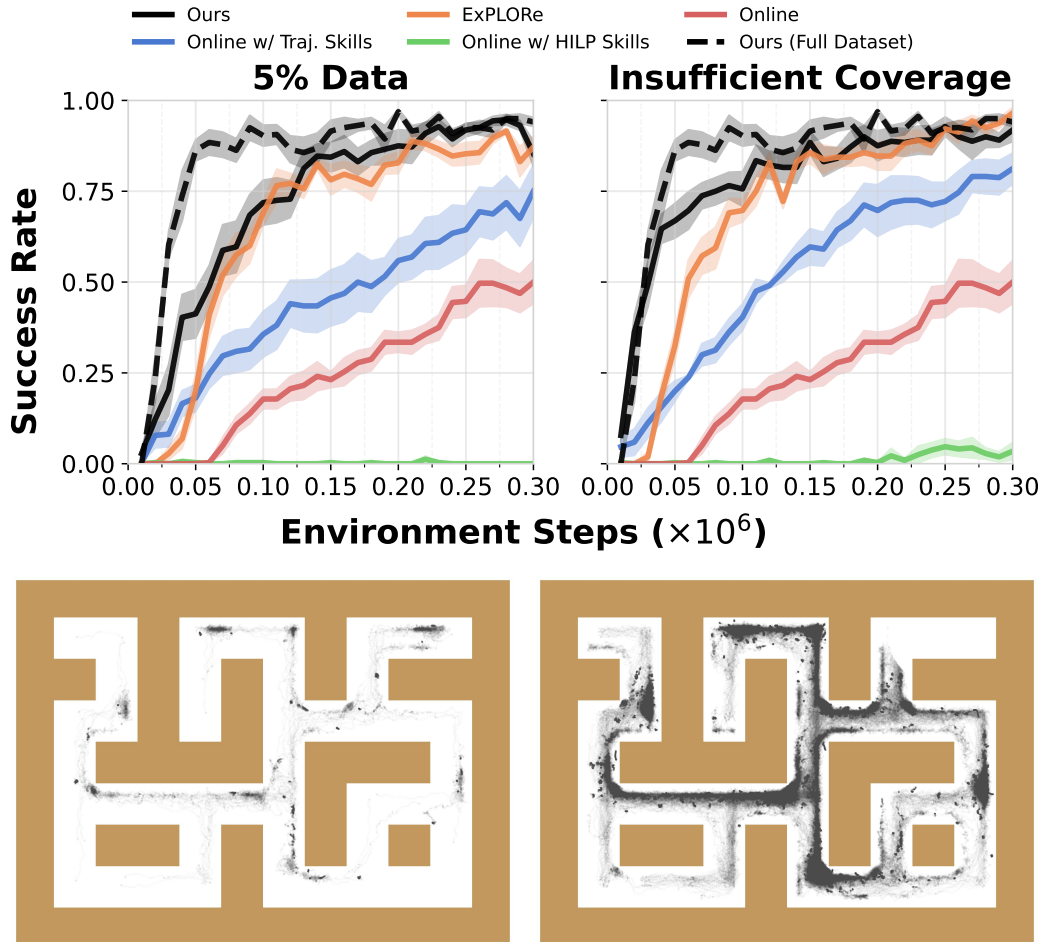 Ours ExPLORe Online
Online w/ Traj. Skills Online w/ HILP Skills Ours (Full Dataset)
5% Data Insufficient Coverage
Success Rate
1.00
0.75
0.50
0.25
0.00
0.00 0.05 0.10 0.15 0.20 0.25 0.30 0.00 0.05 0.10 0.15 0.20 0.25 0.30
Environment Steps (×10⁶)